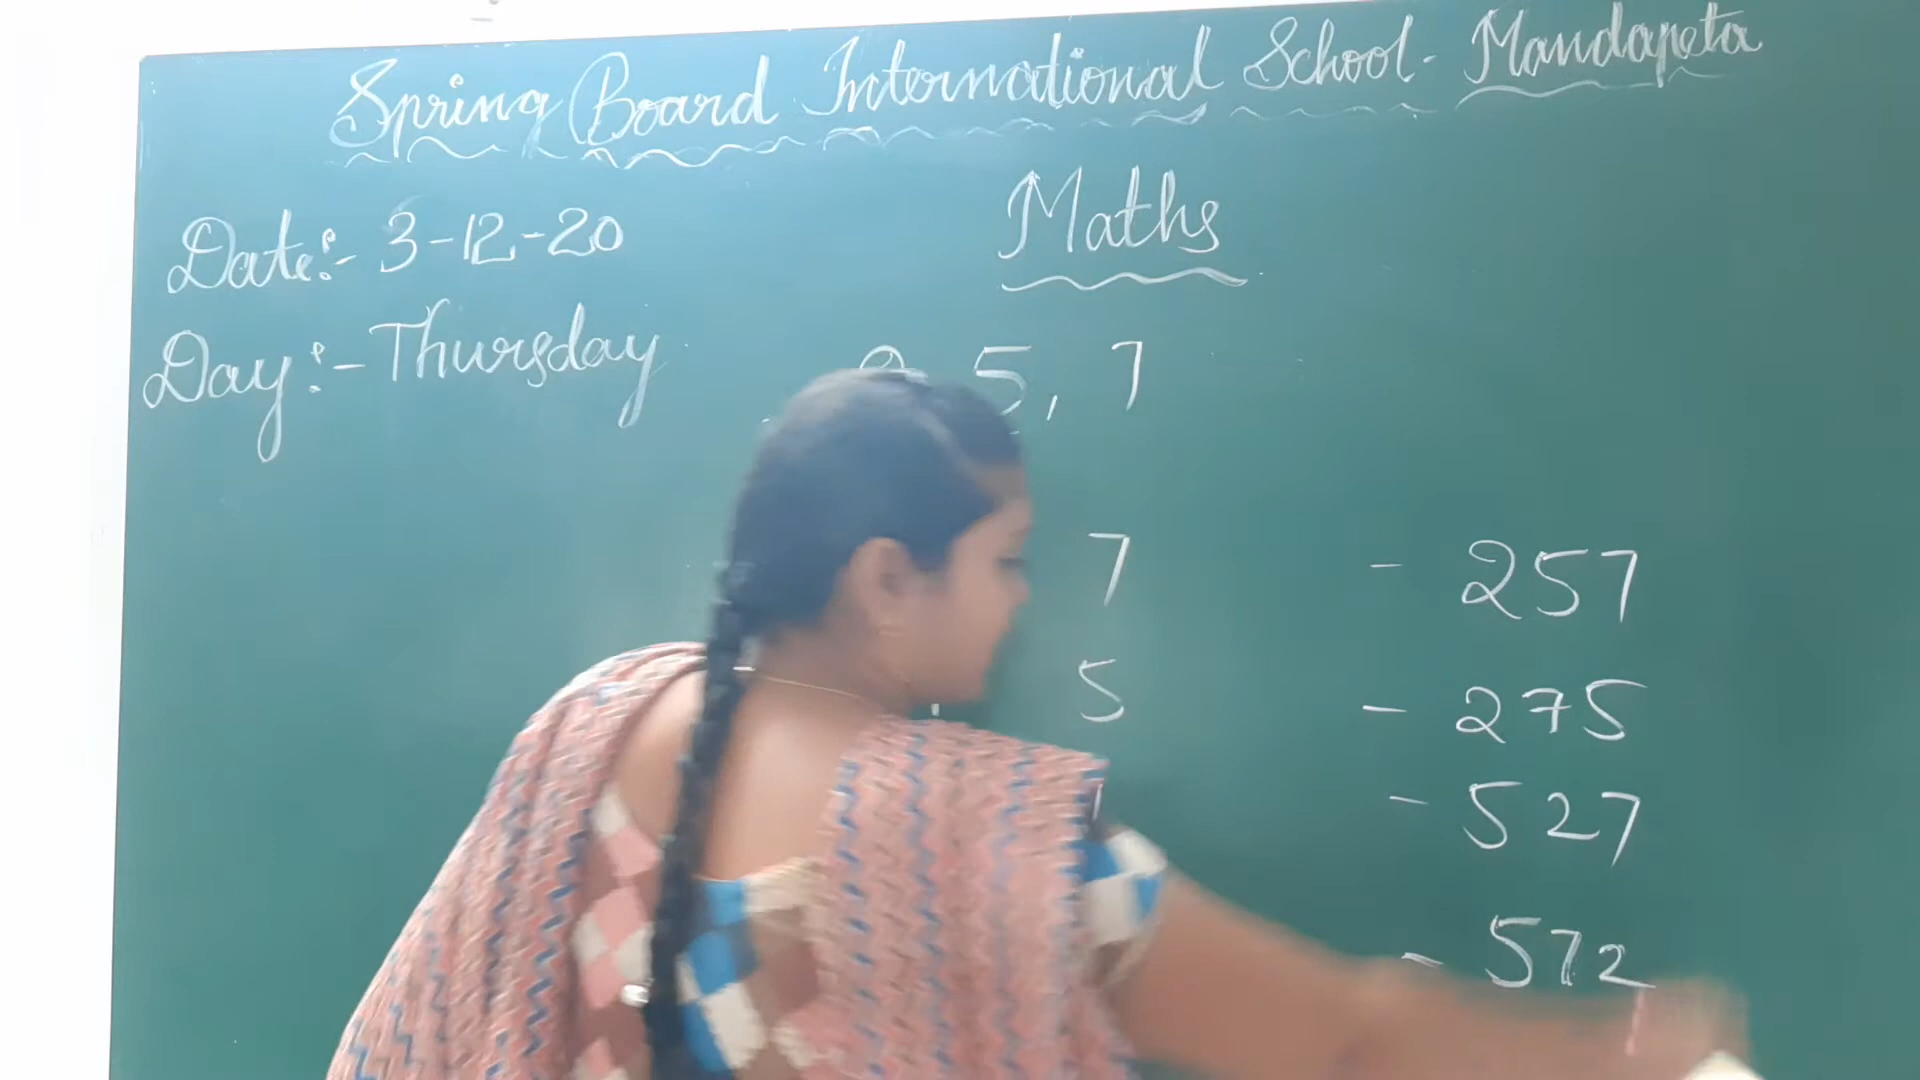 Spring Board International School - Mandapeta
Maths
Date:- 3-12-20
Day:- Thursday
2, 5, 7
7 - 257
5 - 275
- 527
- 572